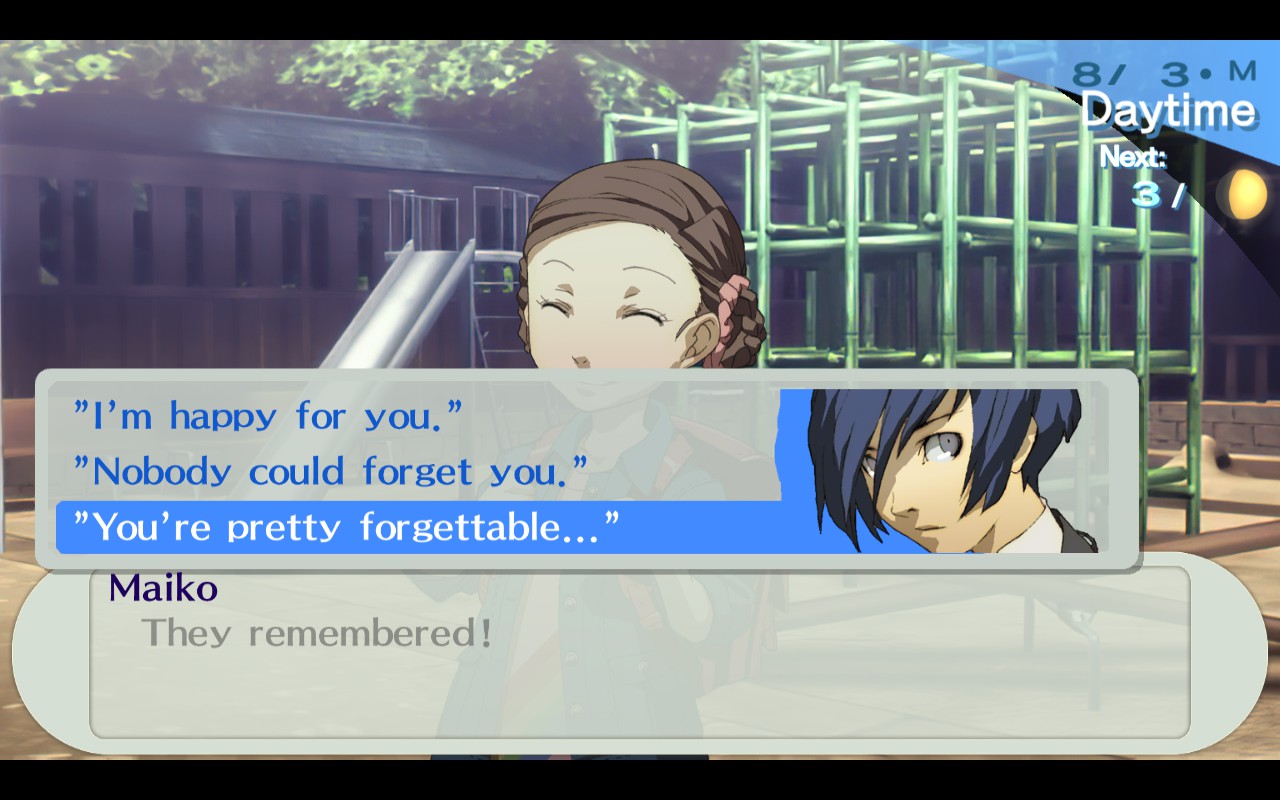 8/ 3 • M
Daytime
Next:
3/
"I'm happy for you."
"Nobody could forget you."
"You're pretty forgettable..."
Maiko
They remembered!